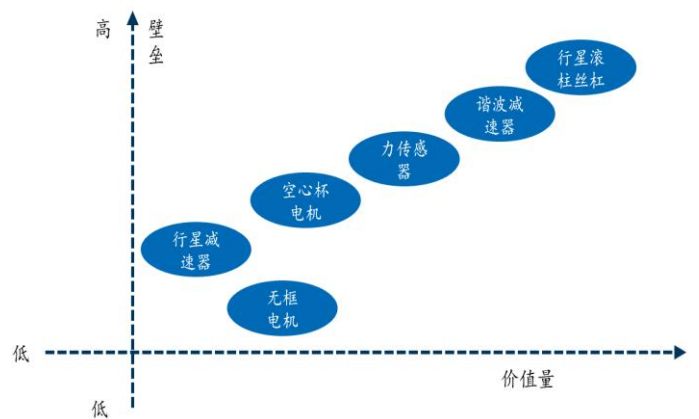 高
壁
垒
行星滚
柱丝杠
谐波减
速器
力传感
器
空心杯
电机
行星减
速器
无框
电机
低
价值量
低